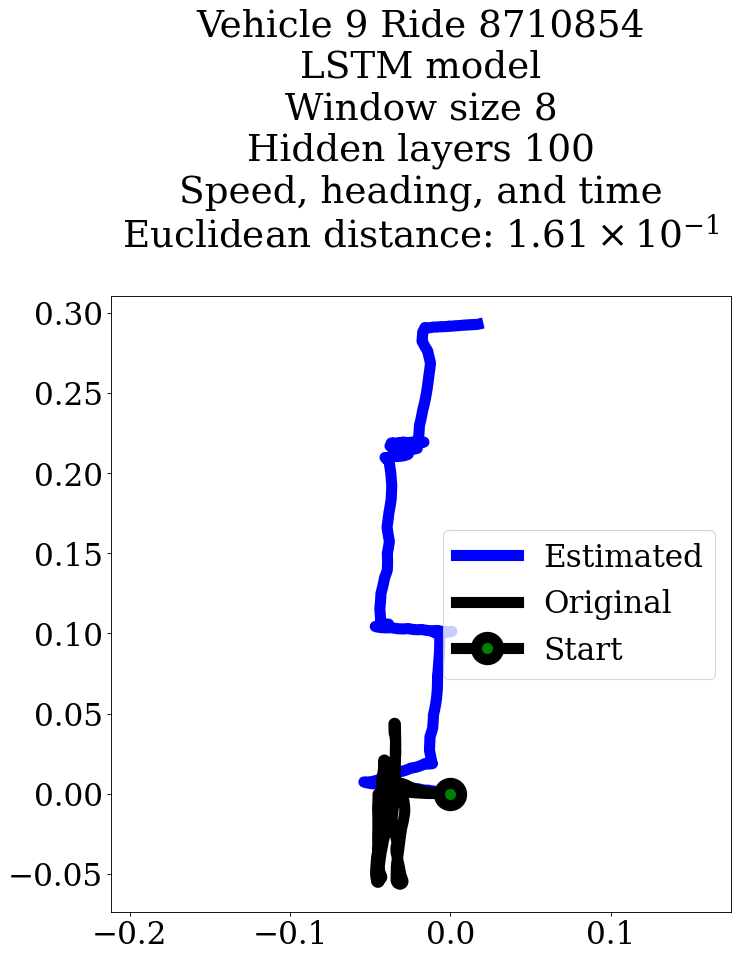 Vehicle 9 Ride 8710854
LSTM model
Window size 8
Hidden layers 100
Speed, heading, and time
Euclidean distance: 1.61 × 10⁻¹
0.30
0.25
0.20
0.15
0.10
0.05
0.00
−0.05
Estimated
Original
Start
−0.2
−0.1
0.0
0.1